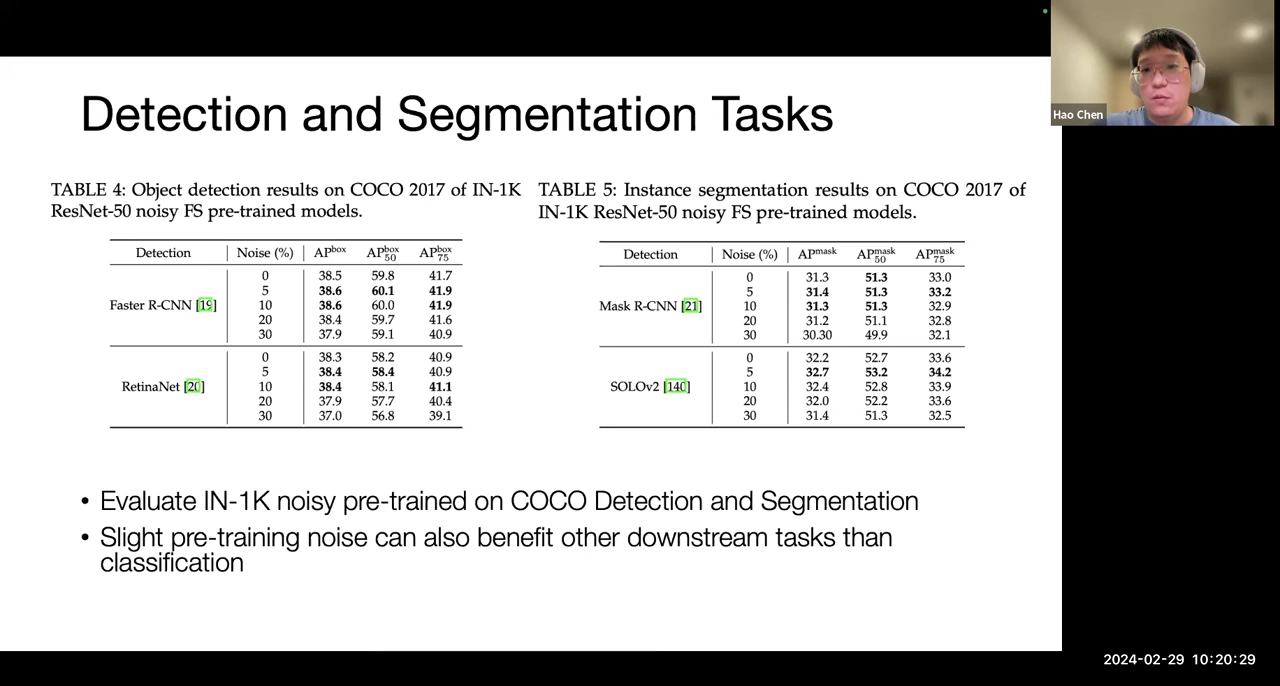 Detection and Segmentation Tasks
Hao Chen
TABLE 4: Object detection results on COCO 2017 of IN-1K
ResNet-50 noisy FS pre-trained models.
Detection Noise (%) AP^box AP^box_50 AP^box_75
0 38.5 59.8 41.7
5 38.6 60.1 41.9
Faster R-CNN [19] 10 38.6 60.0 41.9
20 38.4 59.7 41.6
30 37.9 59.1 40.9
0 38.3 58.2 40.9
5 38.4 58.4 40.9
RetinaNet [20] 10 38.4 58.1 41.1
20 37.9 57.7 40.4
30 37.0 56.8 39.1
TABLE 5: Instance segmentation results on COCO 2017 of
IN-1K ResNet-50 noisy FS pre-trained models.
Detection Noise (%) AP^mask AP^mask_50 AP^mask_75
0 31.3 51.3 33.0
5 31.4 51.3 33.2
Mask R-CNN [21] 10 31.3 51.3 32.9
20 31.2 51.1 32.8
30 30.30 49.9 32.1
0 32.2 52.7 33.6
5 32.7 53.2 34.2
SOLOv2 [140] 10 32.4 52.8 33.9
20 32.0 52.2 33.6
30 31.4 51.3 32.5
• Evaluate IN-1K noisy pre-trained on COCO Detection and Segmentation
• Slight pre-training noise can also benefit other downstream tasks than
classification
2024-02-29 10:20:29